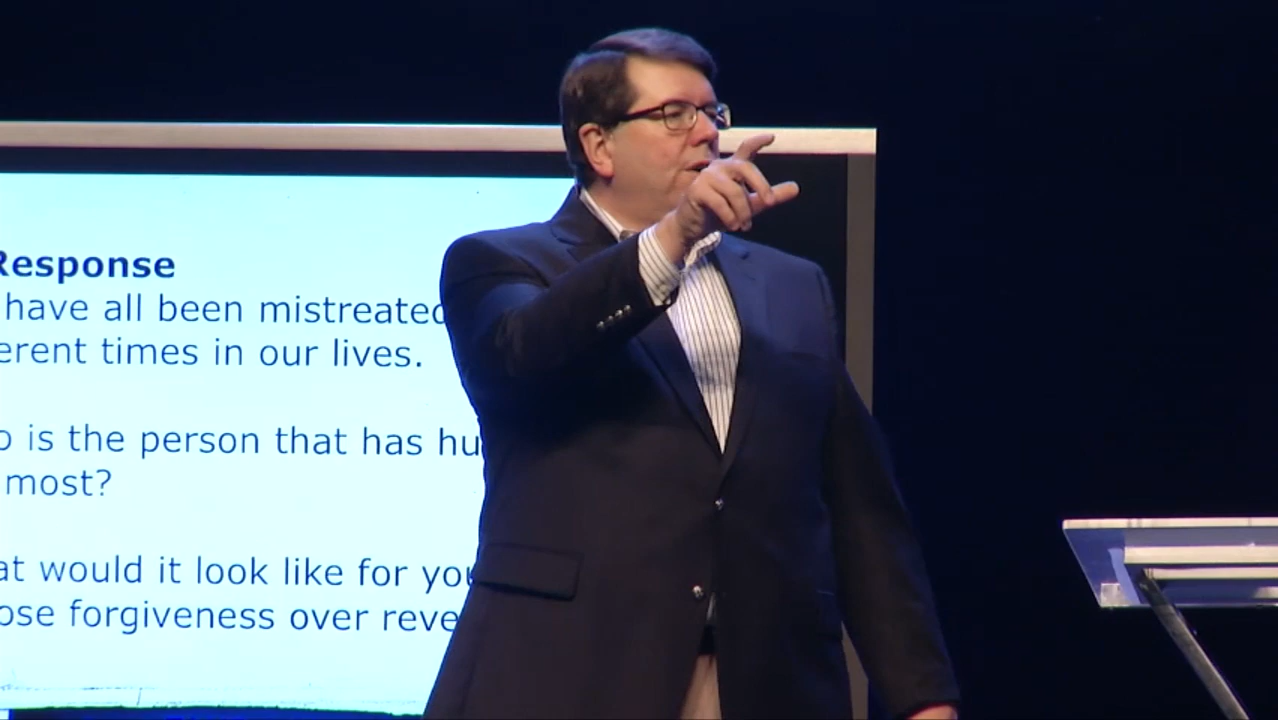 Response
have all been mistreated
erent times in our lives.
o is the person that has hu
most?
at would it look like for you
ose forgiveness over reve